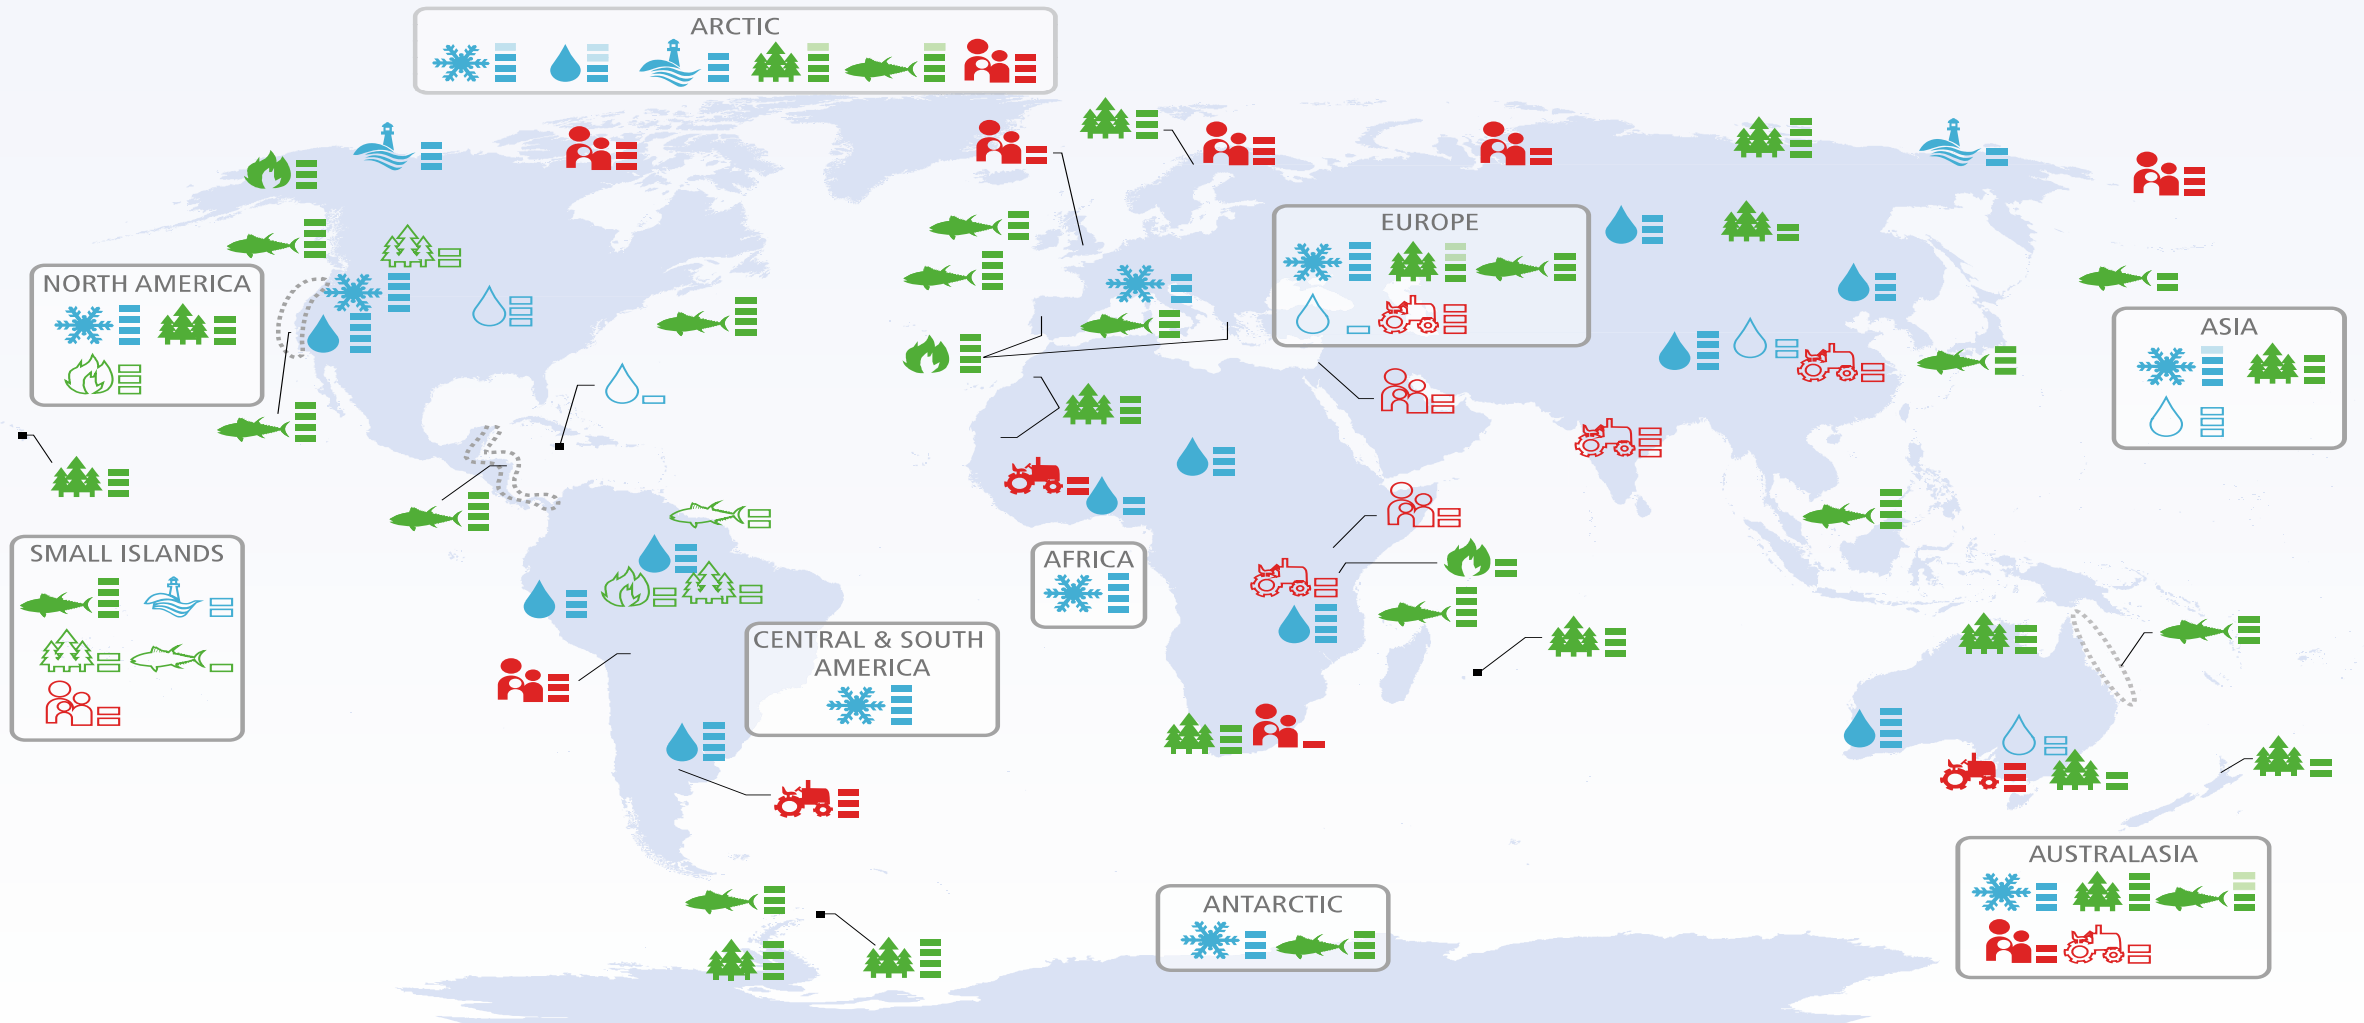 ARCTIC
EUROPE
NORTH AMERICA
ASIA
SMALL ISLANDS
AFRICA
CENTRAL & SOUTH
AMERICA
AUSTRALASIA
ANTARCTIC